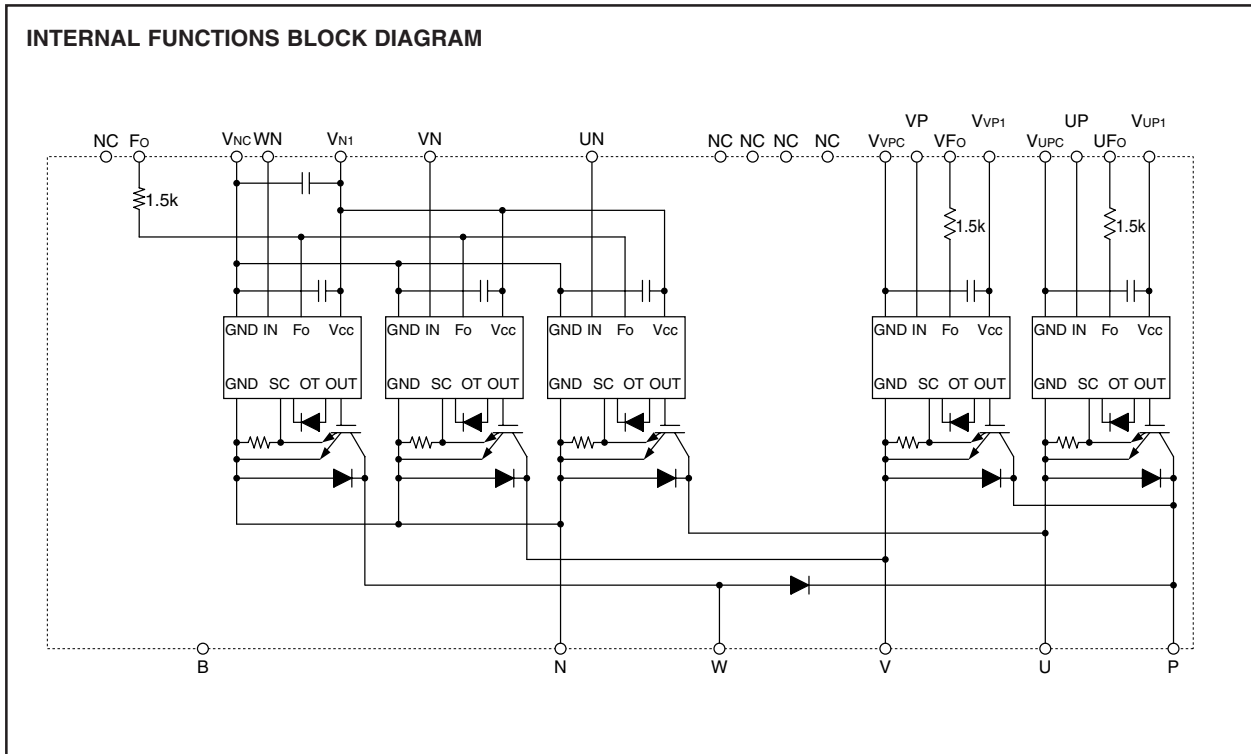 INTERNAL FUNCTIONS BLOCK DIAGRAM
VP VVP1 UP VUP1
NC Fo VNC WN VN1 VN UN NC NC NC NC VVPC VFo VUPC UFo
1.5k 1.5k 1.5k
GND IN Fo Vcc GND IN Fo Vcc GND IN Fo Vcc GND IN Fo Vcc GND IN Fo Vcc
GND SC OT OUT GND SC OT OUT GND SC OT OUT GND SC OT OUT GND SC OT OUT
B N W V U P